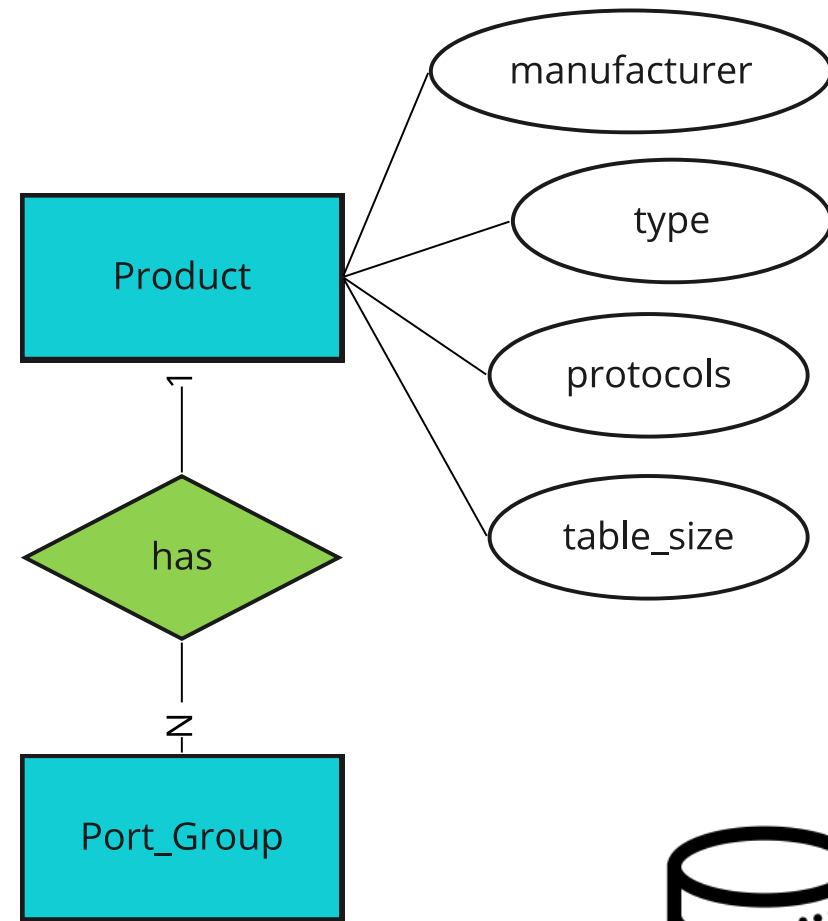 manufacturer
type
Product
protocols
1
table_size
has
N
Port_Group